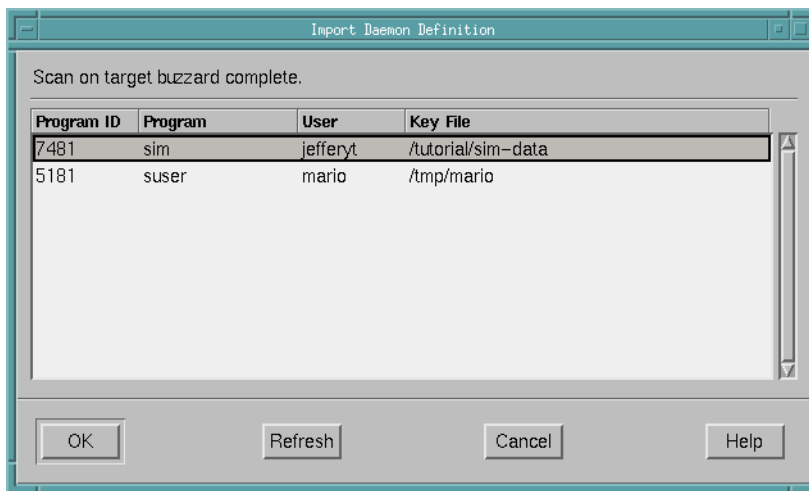 Import Daemon Definition
Scan on target buzzard complete.
Program ID Program User Key File
7481 sim jefferyt /tutorial/sim-data
5181 suser mario /tmp/mario
OK Refresh Cancel Help